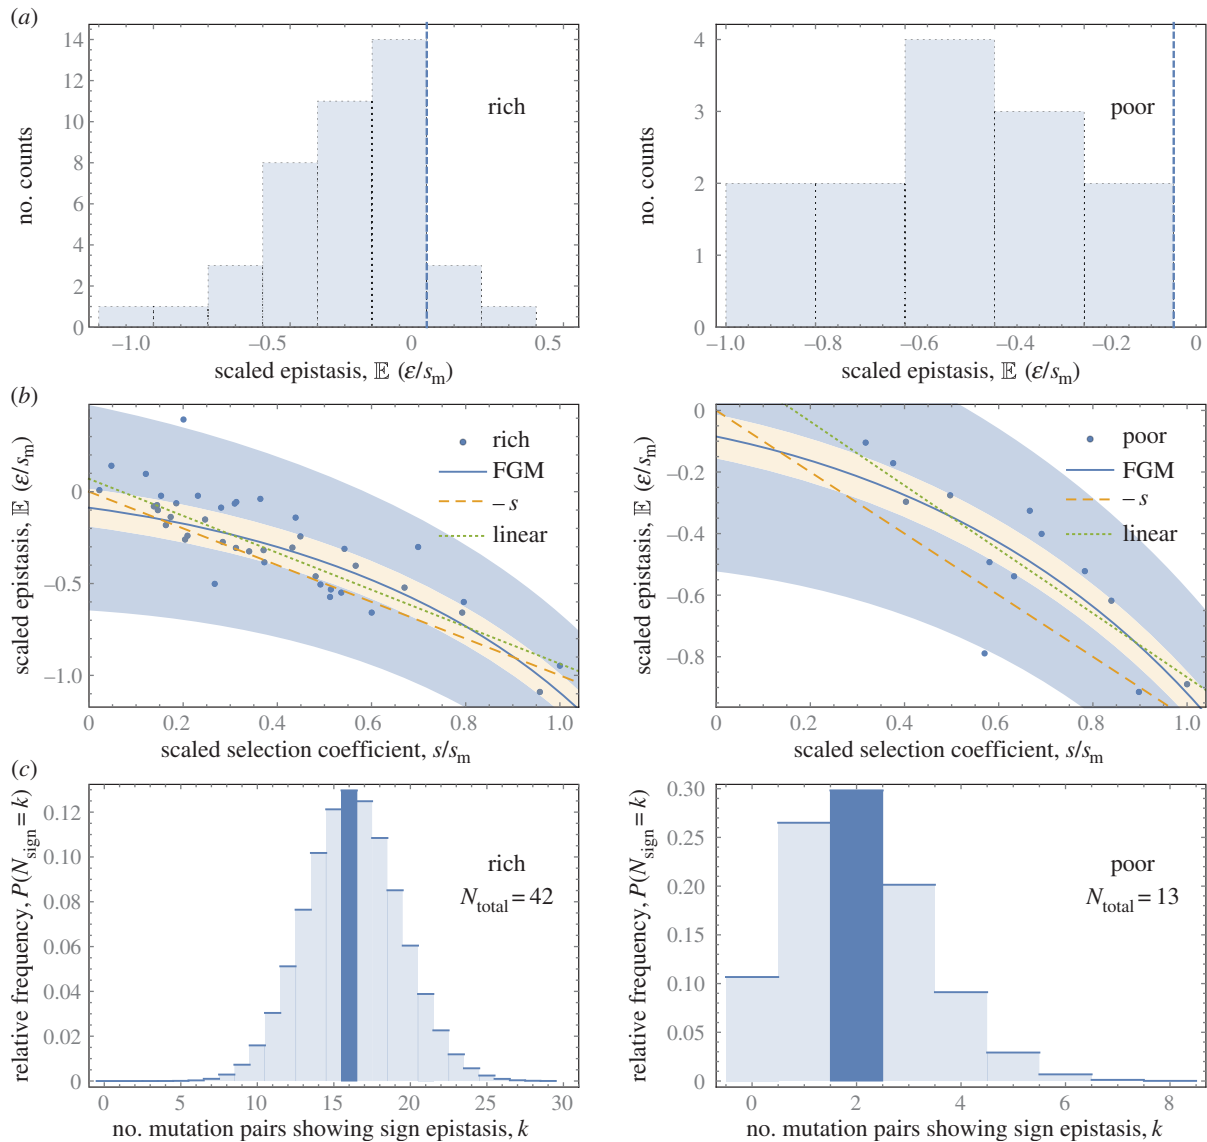 (a)
14
12
10
8
6
4
2
0
no. counts
rich
–1.0
–0.5
0
0.5
scaled epistasis, 𝔼 (ε/sm)
4
3
2
1
0
no. counts
poor
–1.0
–0.8
–0.6
–0.4
–0.2
0
scaled epistasis, 𝔼 (ε/sm)
(b)
0
–0.5
–1.0
scaled epistasis, 𝔼 (ε/sm)
rich
FGM
–s
linear
0
0.2
0.4
0.6
0.8
1.0
scaled selection coefficient, s/sm
0
–0.2
–0.4
–0.6
–0.8
scaled epistasis, 𝔼 (ε/sm)
poor
FGM
–s
linear
0
0.2
0.4
0.6
0.8
1.0
scaled selection coefficient, s/sm
(c)
0.12
0.10
0.08
0.06
0.04
0.02
0
relative frequency, P(Nsign = k)
rich
Ntotal = 42
0
5
10
15
20
25
30
no. mutation pairs showing sign epistasis, k
0.30
0.25
0.20
0.15
0.10
0.05
0
relative frequency, P(Nsign = k)
poor
Ntotal = 13
0
2
4
6
8
no. mutation pairs showing sign epistasis, k